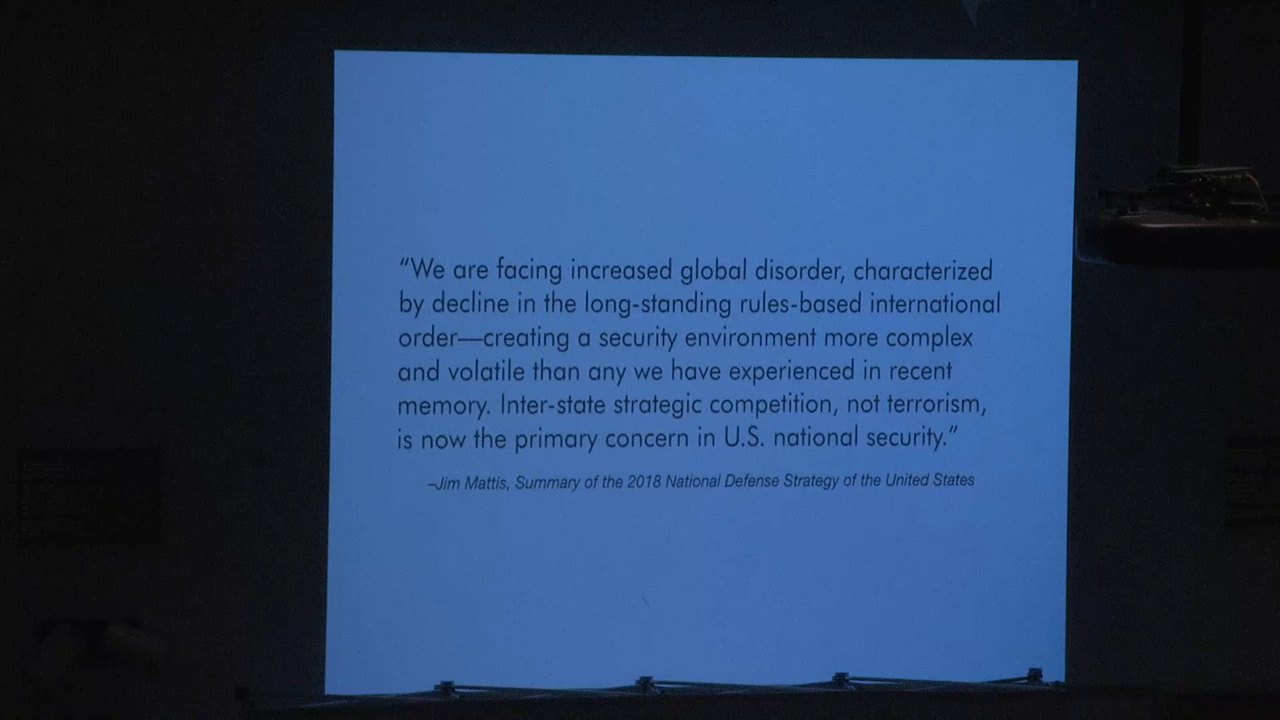 “We are facing increased global disorder, characterized
by decline in the long-standing rules-based international
order—creating a security environment more complex
and volatile than any we have experienced in recent
memory. Inter-state strategic competition, not terrorism,
is now the primary concern in U.S. national security.”
–Jim Mattis, Summary of the 2018 National Defense Strategy of the United States